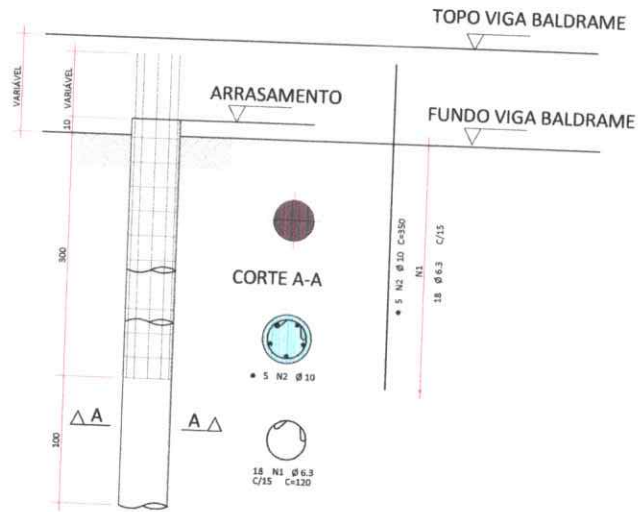 TOPO VIGA BALDRAME
VARIÁVEL
VARIÁVEL
ARRASAMENTO
10
FUNDO VIGA BALDRAME
300
CORTE A-A
5 N2 Ø 10 C=350
N1
18 Ø 6.3 C/15
5 N2 Ø 10
A
A
100
18 N1 Ø 6.3
C/15 C=120